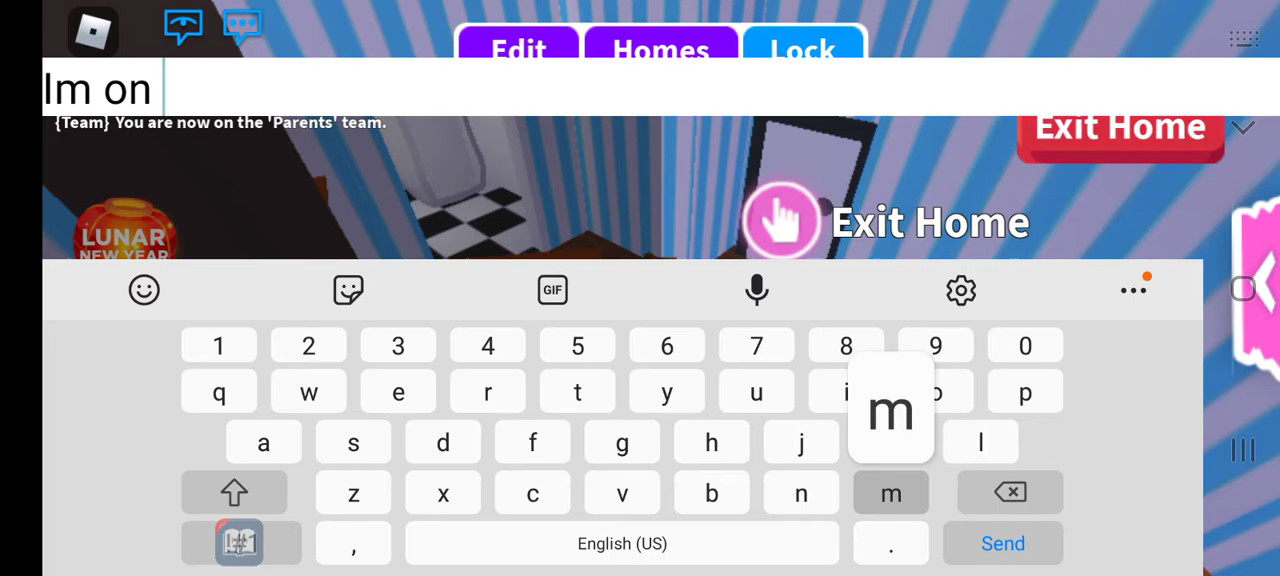 Edit Homes Lock
Im on
{Team} You are now on the 'Parents' team.
Exit Home
Exit Home
LUNAR
NEW YEAR
GIF
1 2 3 4 5 6 7 8 9 0
q w e r t y u i o p
m
a s d f g h j l
z x c v b n m
!#1 , English (US) . Send